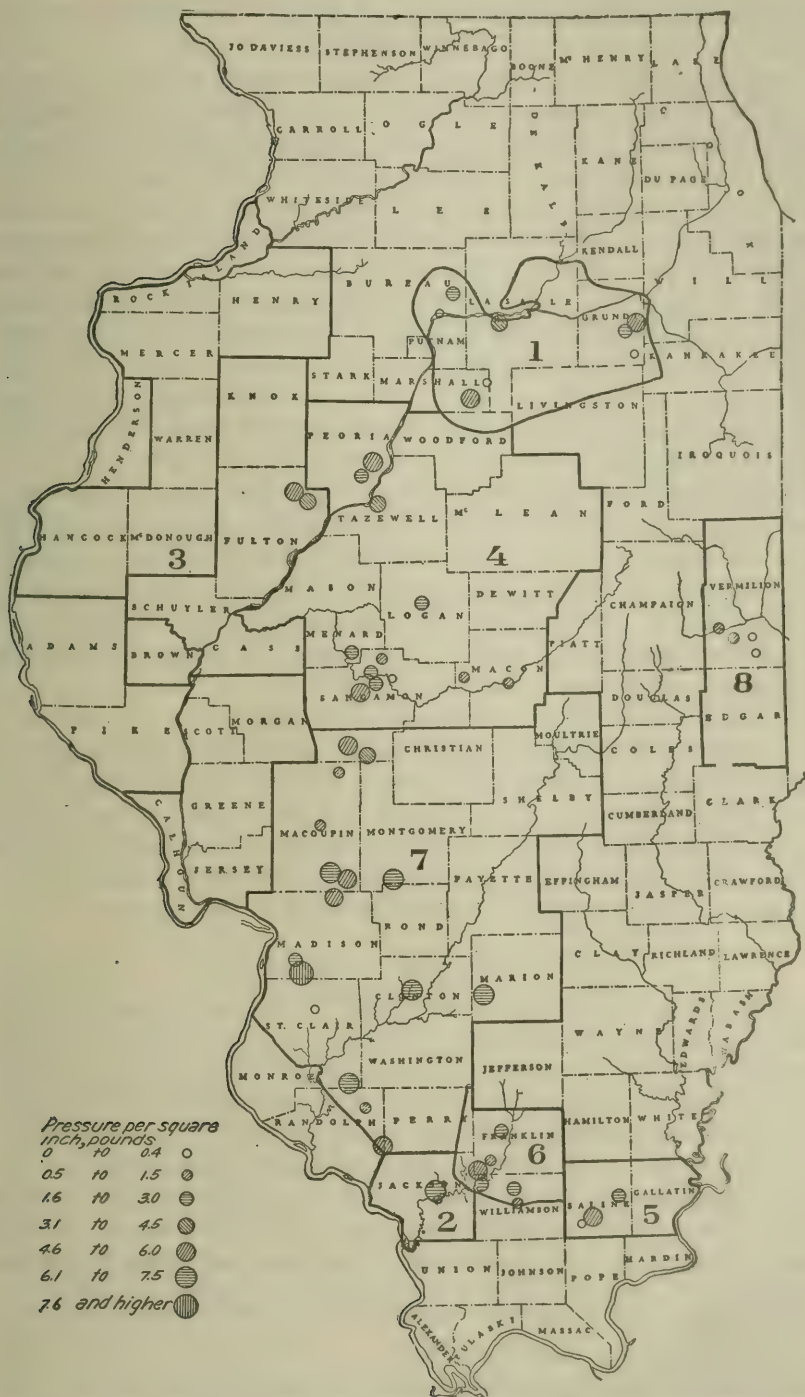 JO DAVIESS STEPHENSON WINNEBAGO BOONE McHENRY LAKE
CARROLL OGLE DE KALB KANE COOK
DU PAGE
WHITESIDE LEE
KENDALL
ROCK ISLAND HENRY BUREAU LASALLE WILL
GRUNDY
MERCER PUTNAM 1 KANKAKEE
STARK MARSHALL
KNOX LIVINGSTON
HENDERSON WARREN PEORIA WOODFORD IROQUOIS
FORD
HANCOCK McDONOUGH FULTON TAZEWELL McLEAN
3 4
MASON VERMILION
SCHUYLER LOGAN DEWITT CHAMPAIGN
ADAMS BROWN CASS MENARD PIATT
MACON
SANGAMON DOUGLAS 8
PIKE SCOTT MORGAN EDGAR
MOULTRIE COLES
CHRISTIAN
SHELBY
GREENE CUMBERLAND CLARK
CALHOUN MACOUPIN MONTGOMERY
JERSEY 7
FAYETTE EFFINGHAM JASPER CRAWFORD
BOND
MADISON CLAY RICHLAND LAWRENCE
MARION
CLINTON
ST. CLAIR WAYNE EDWARDS WABASH
WASHINGTON JEFFERSON
MONROE
RANDOLPH PERRY HAMILTON WHITE
FRANKLIN
6
JACKSON
2 WILLIAMSON SALINE GALLATIN
5
UNION JOHNSON POPE HARDIN
ALEXANDER PULASKI MASSAC
Pressure per square
inch, pounds
0 to 0.4
0.5 to 1.5
1.6 to 3.0
3.1 to 4.5
4.6 to 6.0
6.1 to 7.5
7.6 and higher